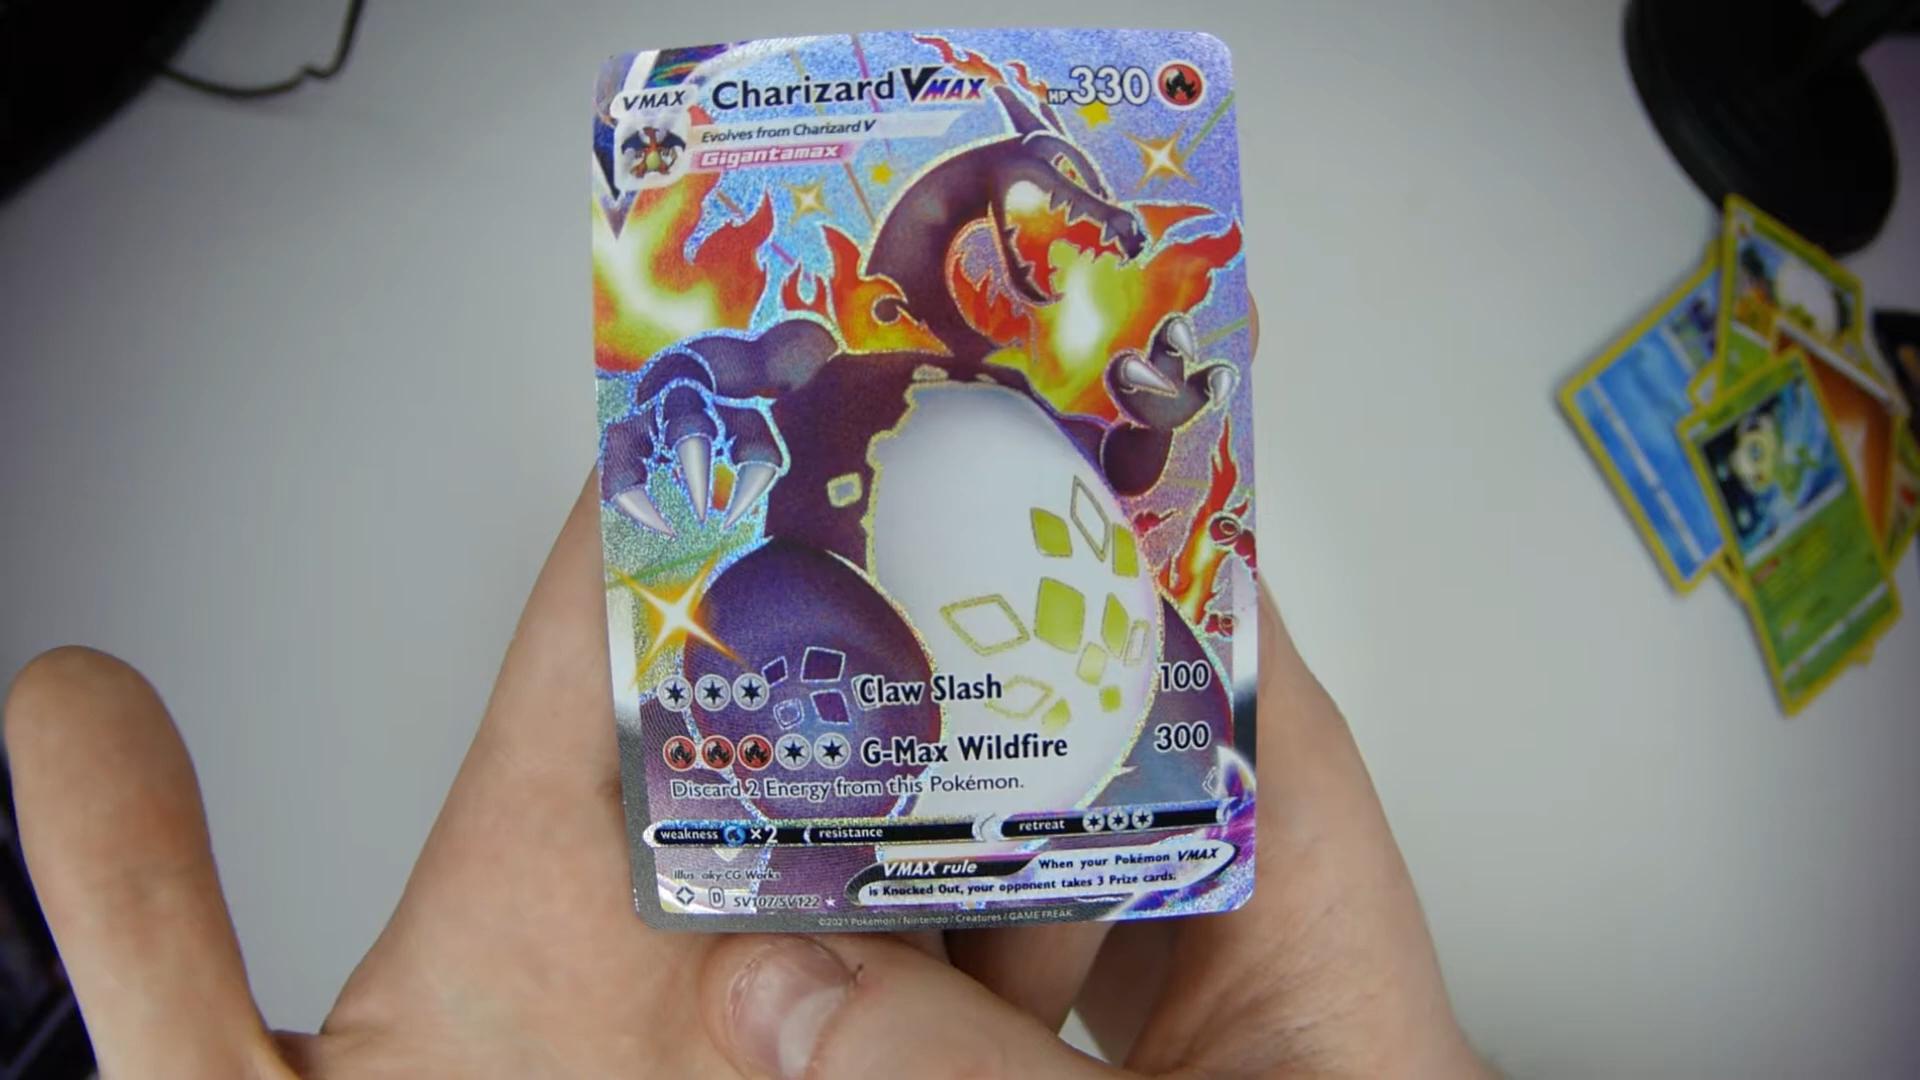 VMAX Charizard VMAX HP 330
Evolves from Charizard V
Gigantamax
Claw Slash 100
G-Max Wildfire 300
Discard 2 Energy from this Pokémon.
weakness ×2 resistance retreat
VMAX rule When your Pokémon VMAX
is Knocked Out, your opponent takes 3 Prize cards.
Illus. aky CG Works
D SV107/SV122
©2021 Pokémon / Nintendo / Creatures / GAME FREAK